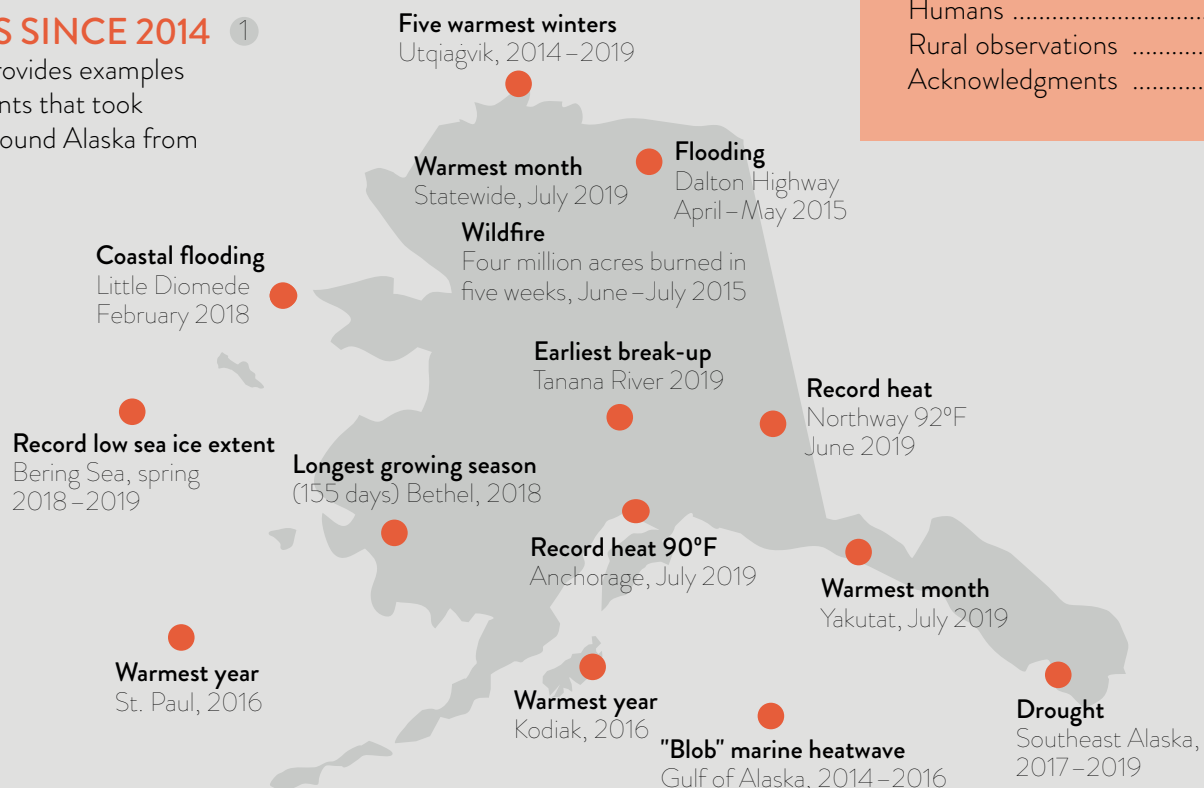 S SINCE 2014 1
rovides examples
nts that took
ound Alaska from
Humans ........................
Rural observations ..........
Acknowledgments ..........
Five warmest winters
Utqiaġvik, 2014–2019
Warmest month
Statewide, July 2019
Flooding
Dalton Highway
April–May 2015
Wildfire
Four million acres burned in
five weeks, June–July 2015
Coastal flooding
Little Diomede
February 2018
Earliest break-up
Tanana River 2019
Record heat
Northway 92ºF
June 2019
Record low sea ice extent
Bering Sea, spring
2018–2019
Longest growing season
(155 days) Bethel, 2018
Record heat 90ºF
Anchorage, July 2019
Warmest month
Yakutat, July 2019
Warmest year
St. Paul, 2016
Warmest year
Kodiak, 2016
"Blob" marine heatwave
Gulf of Alaska, 2014–2016
Drought
Southeast Alaska,
2017–2019